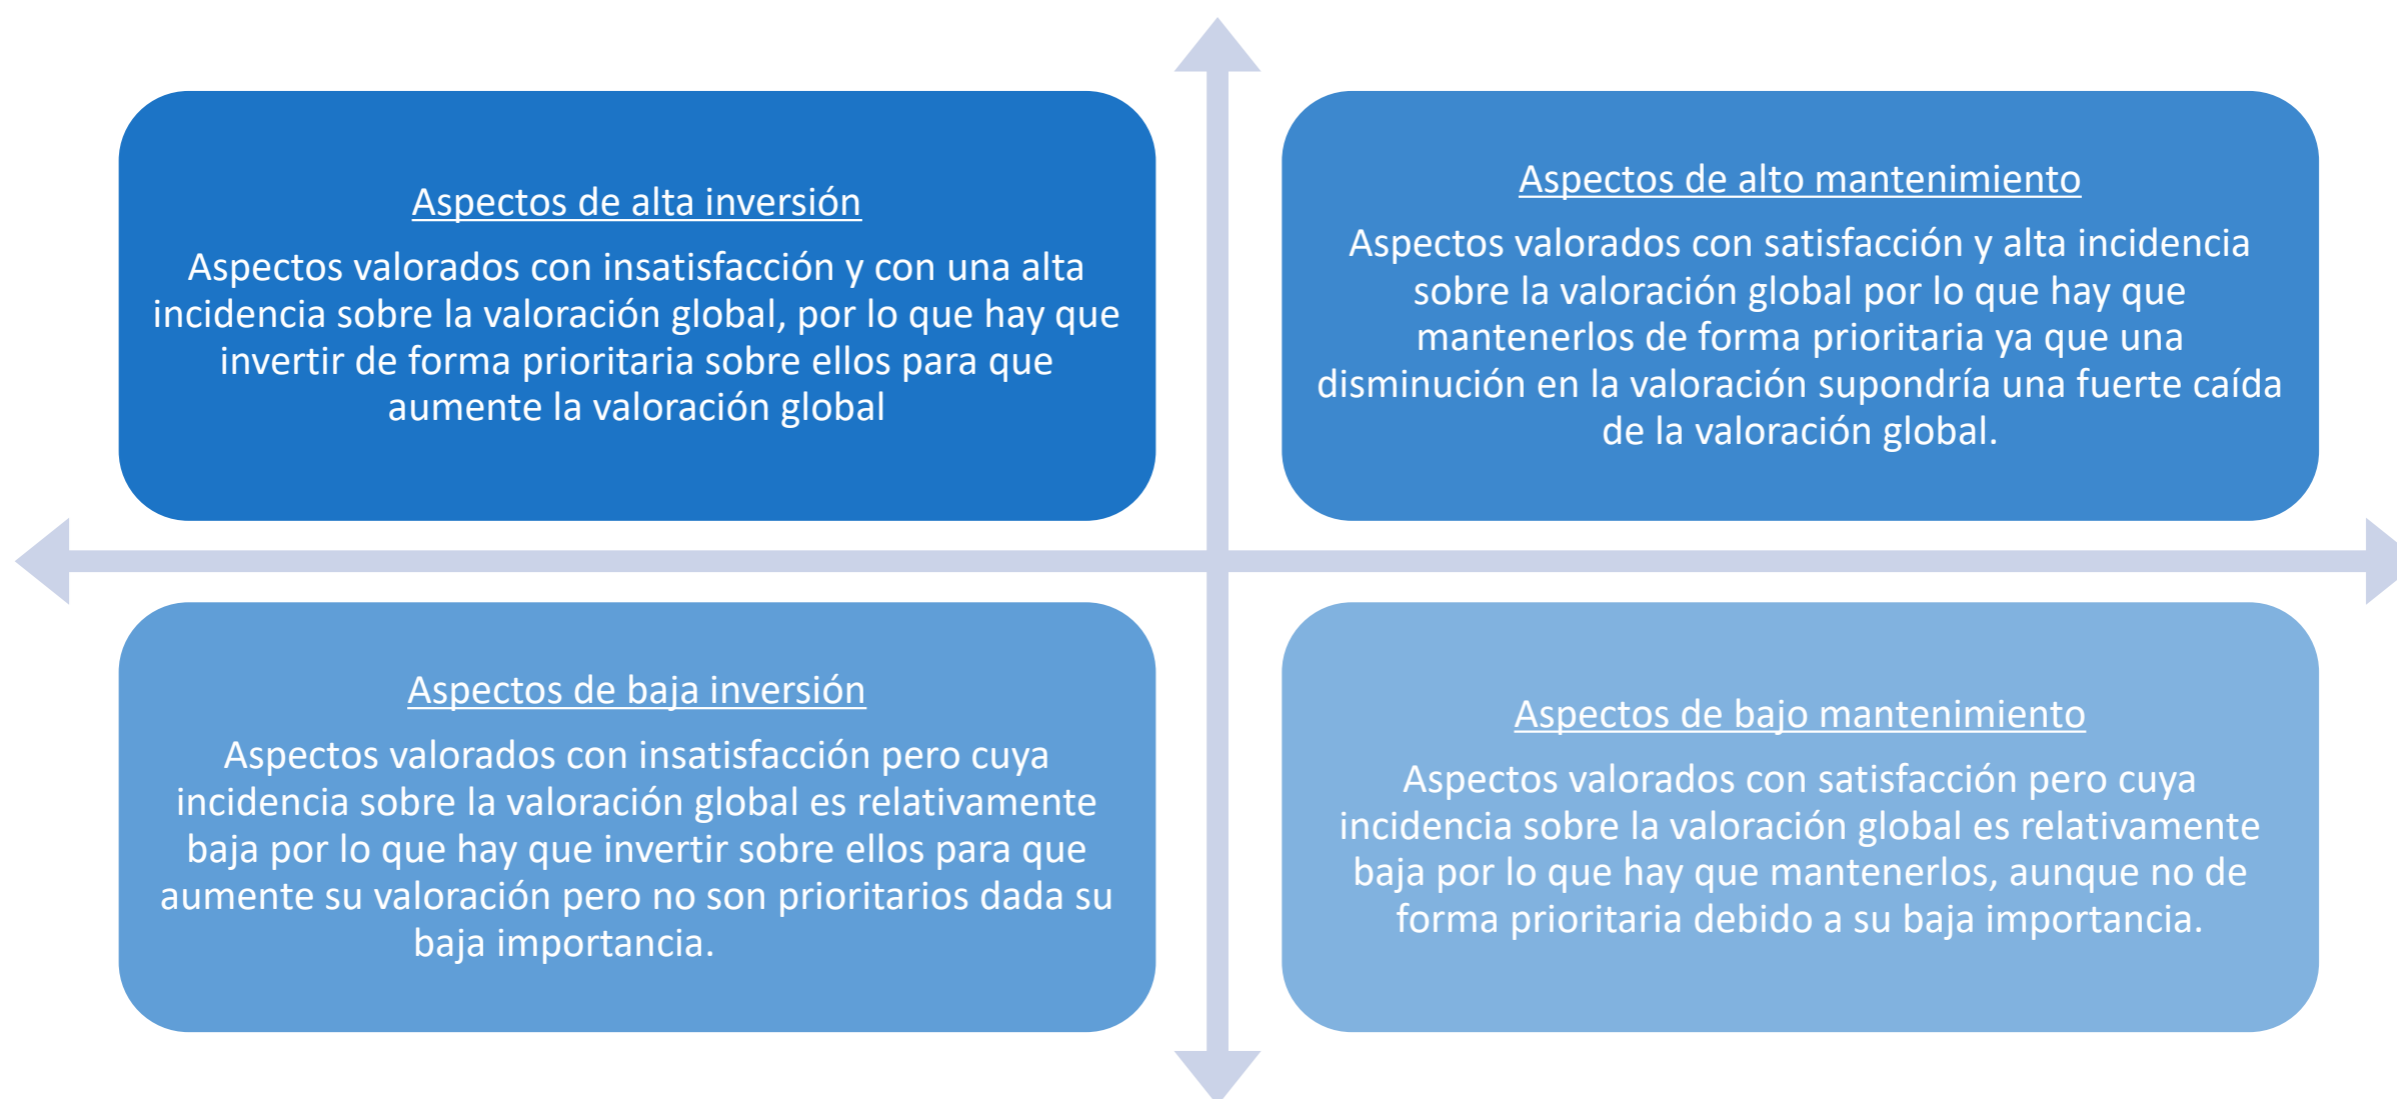 Aspectos de alta inversión
Aspectos valorados con insatisfacción y con una alta
incidencia sobre la valoración global, por lo que hay que
invertir de forma prioritaria sobre ellos para que
aumente la valoración global
Aspectos de alto mantenimiento
Aspectos valorados con satisfacción y alta incidencia
sobre la valoración global por lo que hay que
mantenerlos de forma prioritaria ya que una
disminución en la valoración supondría una fuerte caída
de la valoración global.
Aspectos de baja inversión
Aspectos valorados con insatisfacción pero cuya
incidencia sobre la valoración global es relativamente
baja por lo que hay que invertir sobre ellos para que
aumente su valoración pero no son prioritarios dada su
baja importancia.
Aspectos de bajo mantenimiento
Aspectos valorados con satisfacción pero cuya
incidencia sobre la valoración global es relativamente
baja por lo que hay que mantenerlos, aunque no de
forma prioritaria debido a su baja importancia.